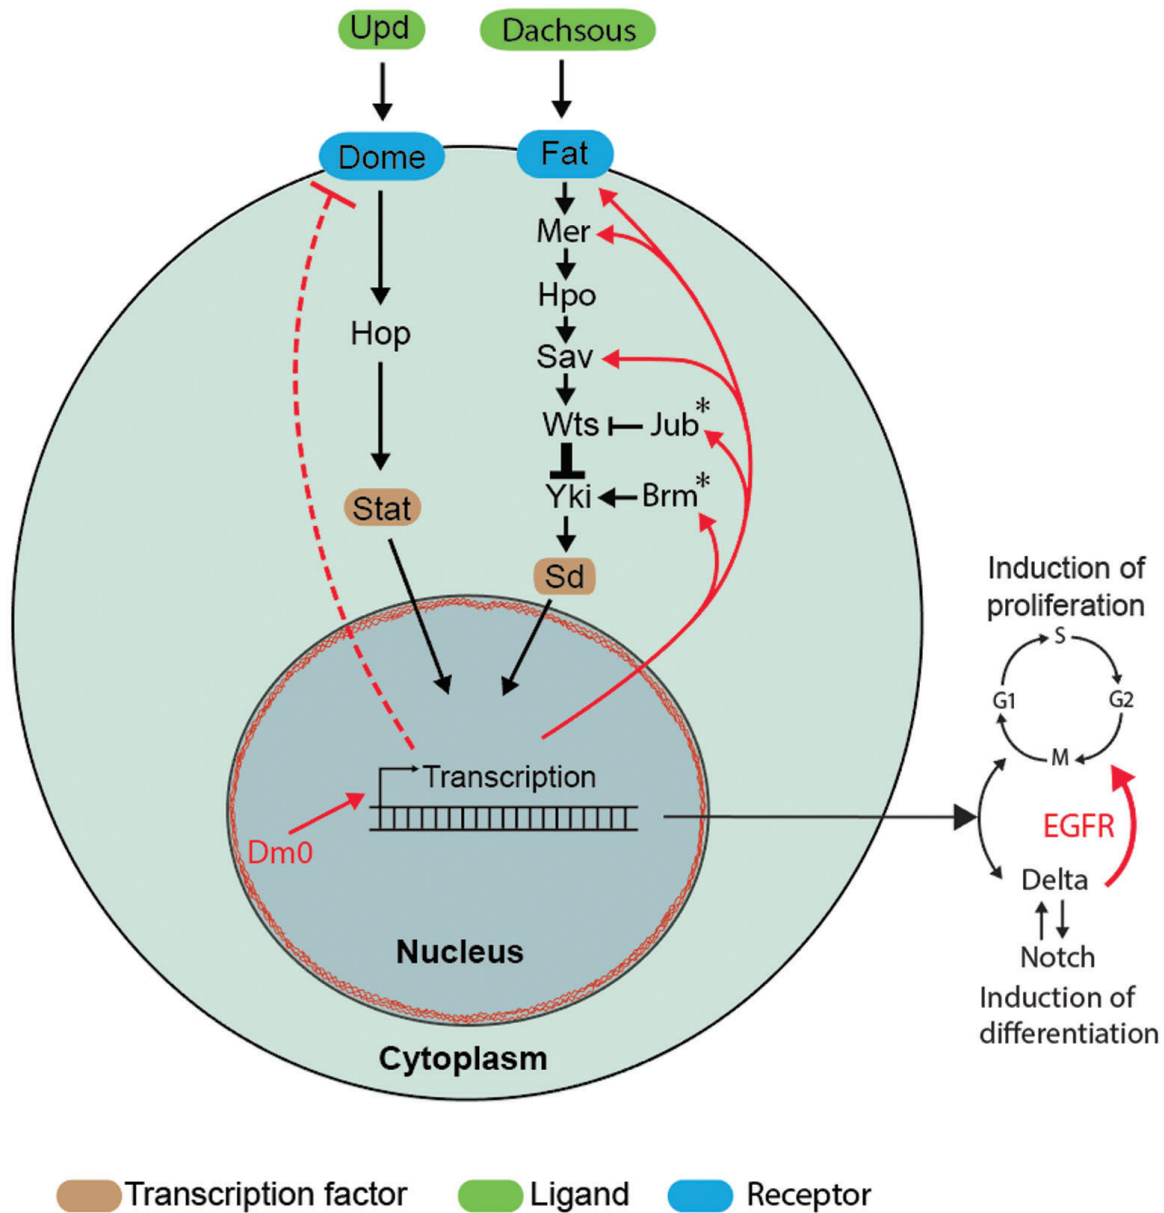 Upd
Dachsous
Dome
Fat
Mer
Hpo
Hop
Sav
Wts
Jub*
Yki
Brm*
Stat
Sd
Transcription
Dm0
Nucleus
Cytoplasm
Induction of
proliferation
S
G1
G2
M
EGFR
Delta
Notch
Induction of
differentiation
Transcription factor
Ligand
Receptor